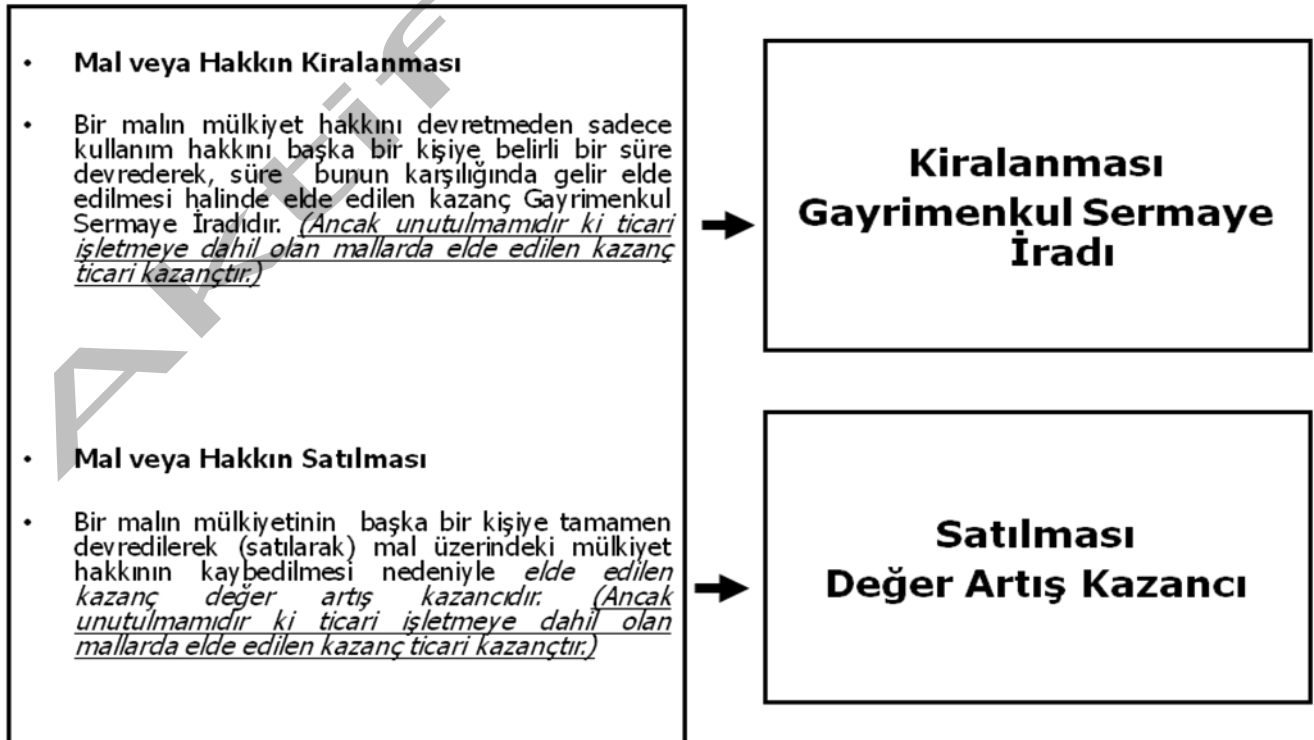 • Mal veya Hakkın Kiralanması
• Bir malın mülkiyet hakkını devretmeden sadece
kullanım hakkını başka bir kişiye belirli bir süre
devrederek, süre bunun karşılığında gelir elde
edilmesi halinde elde edilen kazanç Gayrimenkul
Sermaye İradıdır. (Ancak unutulmamıdır ki ticari
işletmeye dahil olan mallarda elde edilen kazanç
ticari kazançtır.)
Kiralanması
Gayrimenkul Sermaye
İradı
• Mal veya Hakkın Satılması
• Bir malın mülkiyetinin başka bir kişiye tamamen
devredilerek (satılarak) mal üzerindeki mülkiyet
hakkının kaybedilmesi nedeniyle elde edilen
kazanç değer artış kazancıdır. (Ancak
unutulmamıdır ki ticari işletmeye dahil olan
mallarda elde edilen kazanç ticari kazançtır.)
Satılması
Değer Artış Kazancı
Aktif